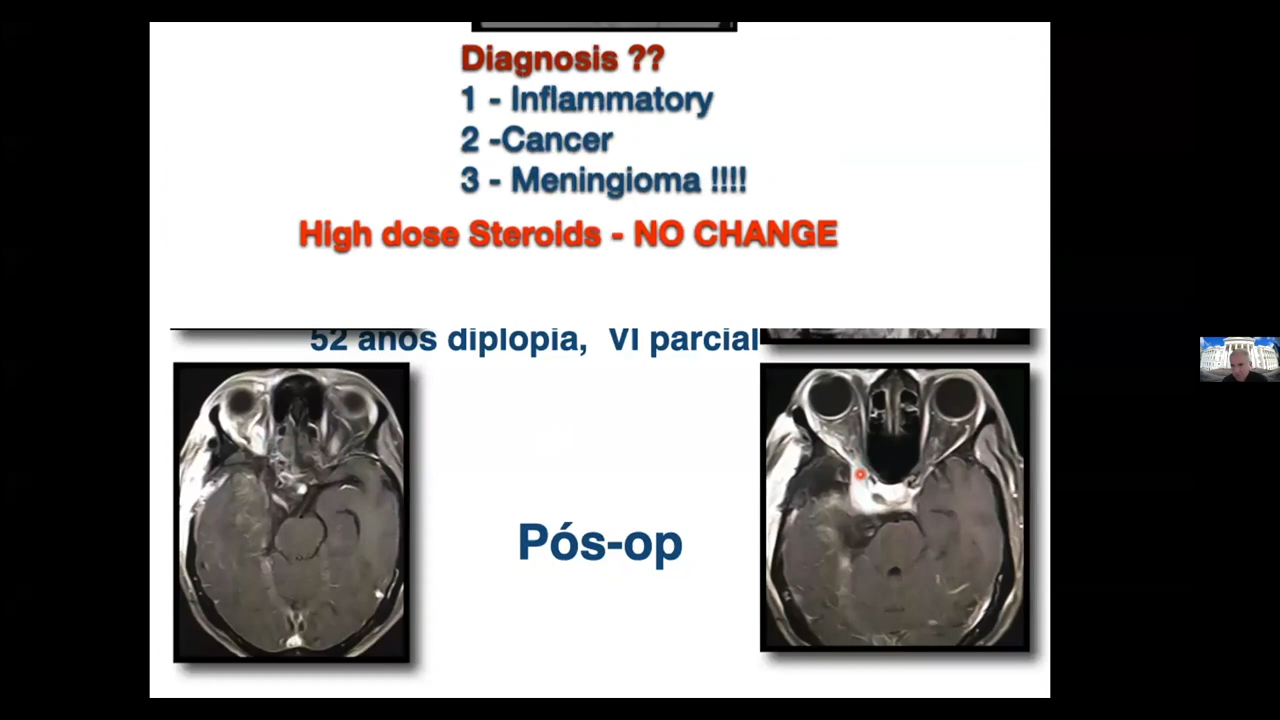 Diagnosis ??
1 - Inflammatory
2 -Cancer
3 - Meningioma !!!!
High dose Steroids - NO CHANGE
52 anos diplopia, VI parcial
Pós-op